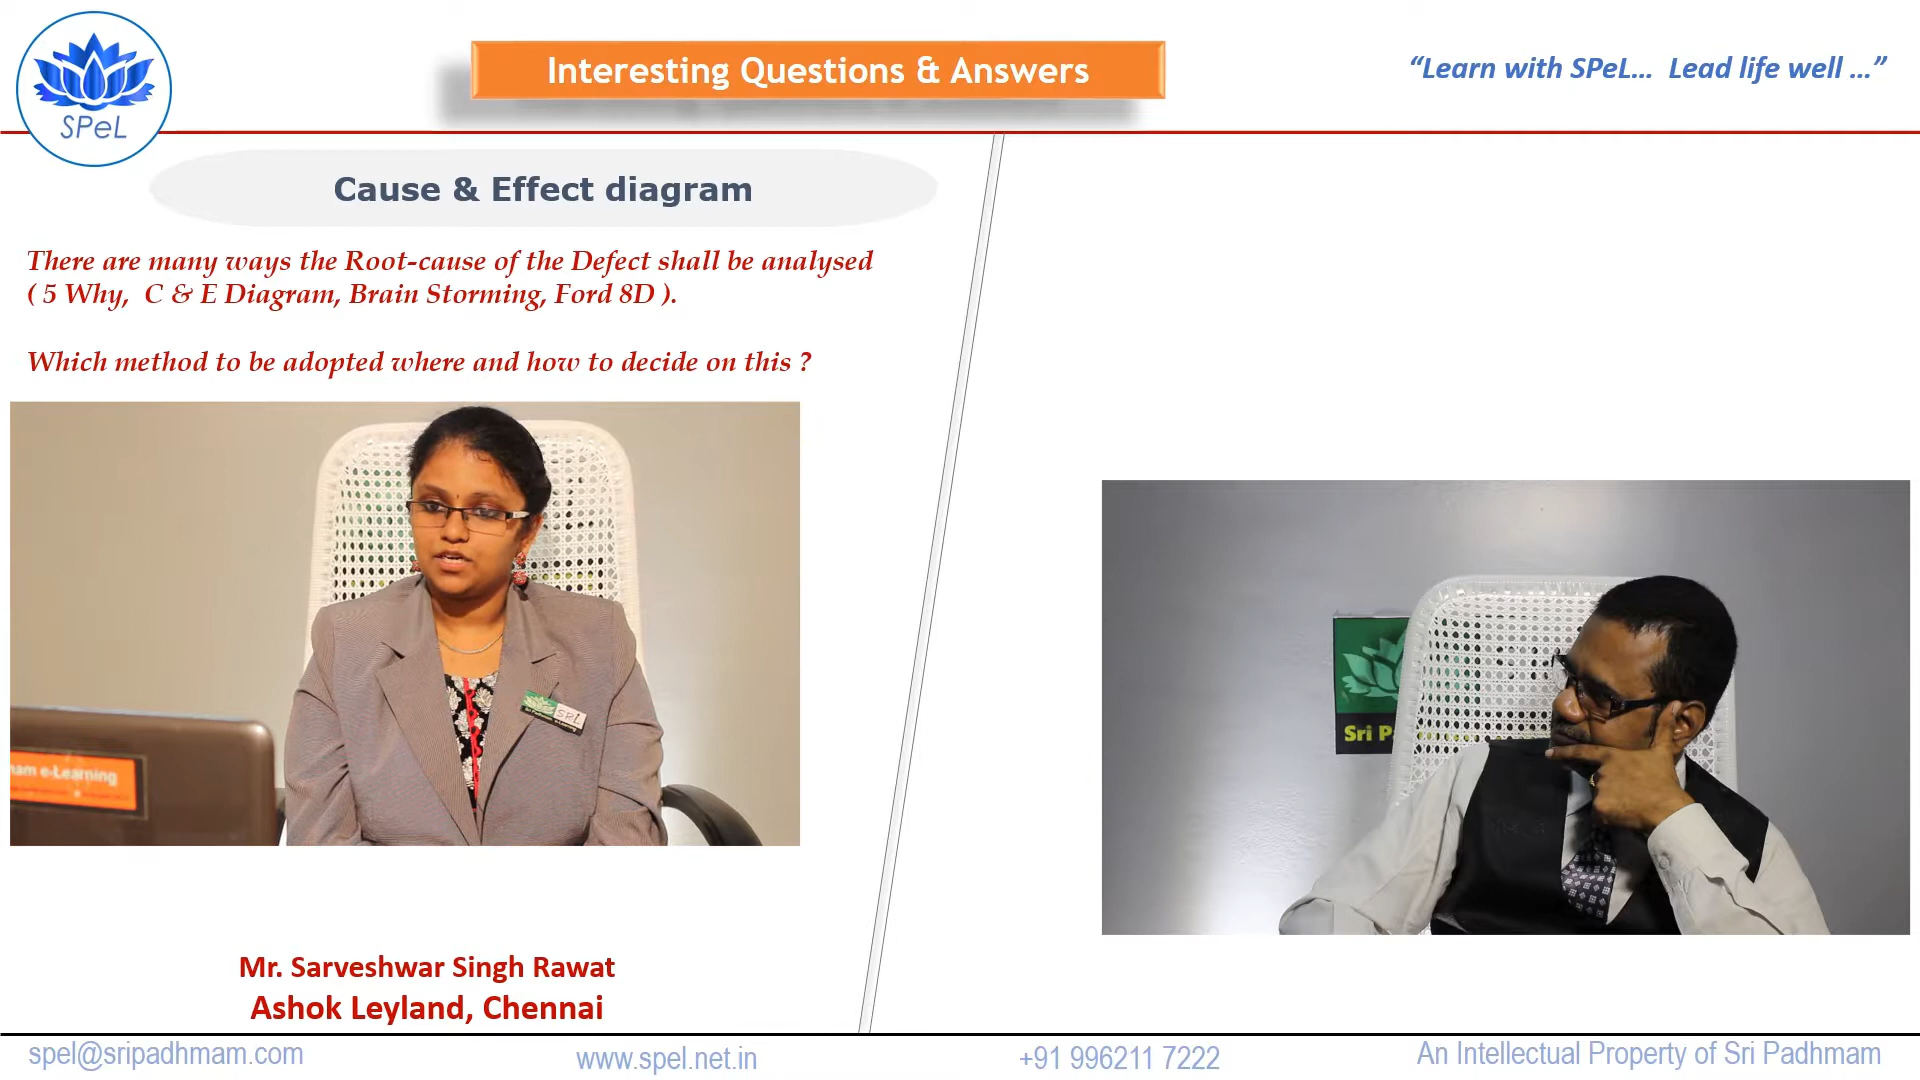 SPeL
Interesting Questions & Answers
“Learn with SPeL... Lead life well ...”
Cause & Effect diagram
There are many ways the Root-cause of the Defect shall be analysed
( 5 Why, C & E Diagram, Brain Storming, Ford 8D ).
Which method to be adopted where and how to decide on this ?
SPL
e-Learning
Sri
Mr. Sarveshwar Singh Rawat
Ashok Leyland, Chennai
spel@sripadhmam.com
www.spel.net.in
+91 996211 7222
An Intellectual Property of Sri Padhmam